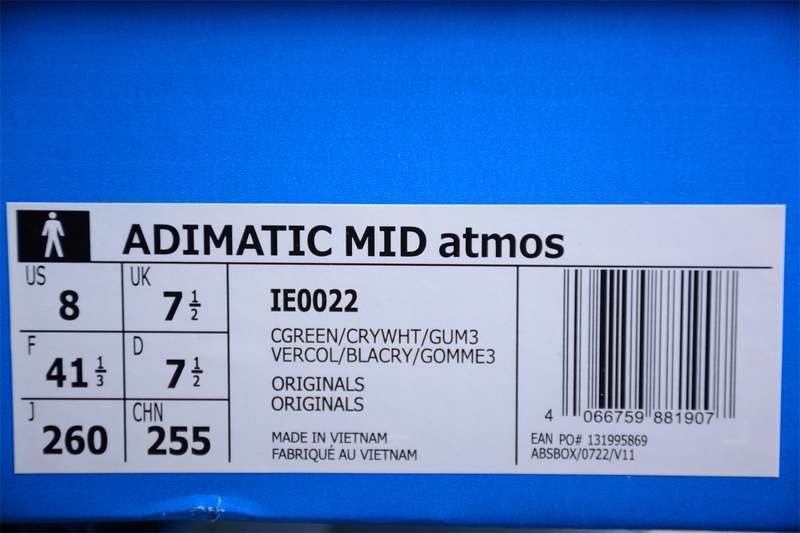 ADIMATIC MID atmos
US 8 UK 7 1/2
F 41 1/3 D 7 1/2
J 260 CHN 255
IE0022
CGREEN/CRYWHT/GUM3
VERCOL/BLACRY/GOMME3
ORIGINALS
ORIGINALS
MADE IN VIETNAM
FABRIQUÉ AU VIETNAM
4 066759 881907
EAN PO# 131995869
ABSBOX/0722/V11